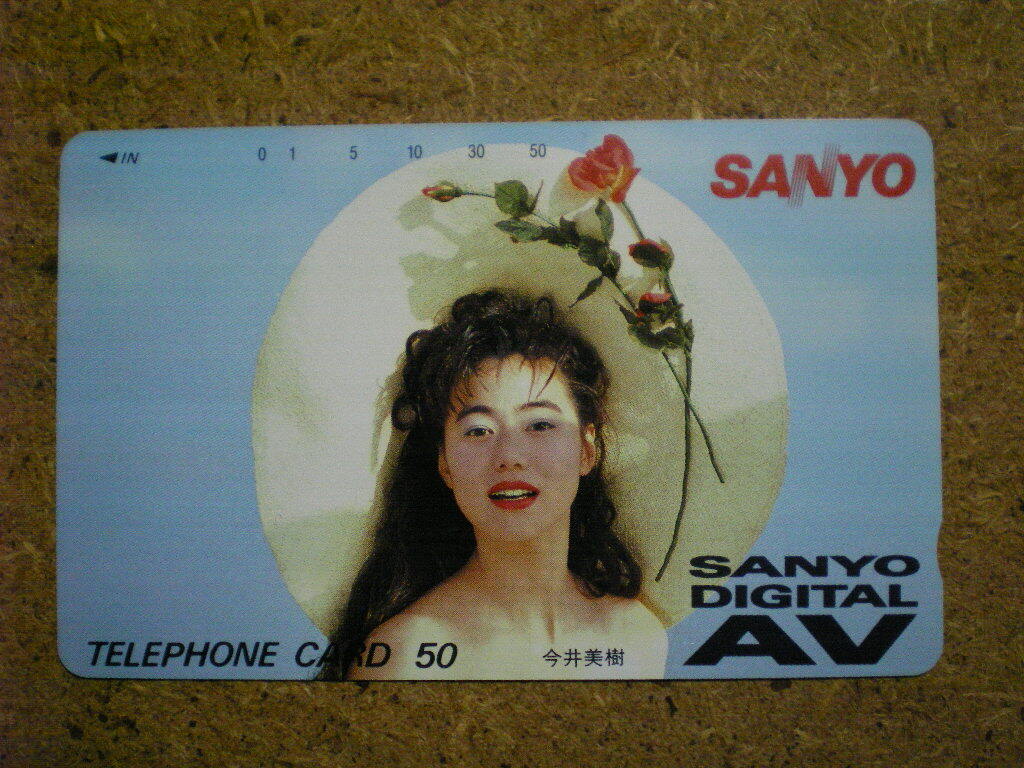 ◀IN 0 1 5 10 30 50
SANYO
SANYO
DIGITAL
AV
TELEPHONE CARD 50
今井美樹